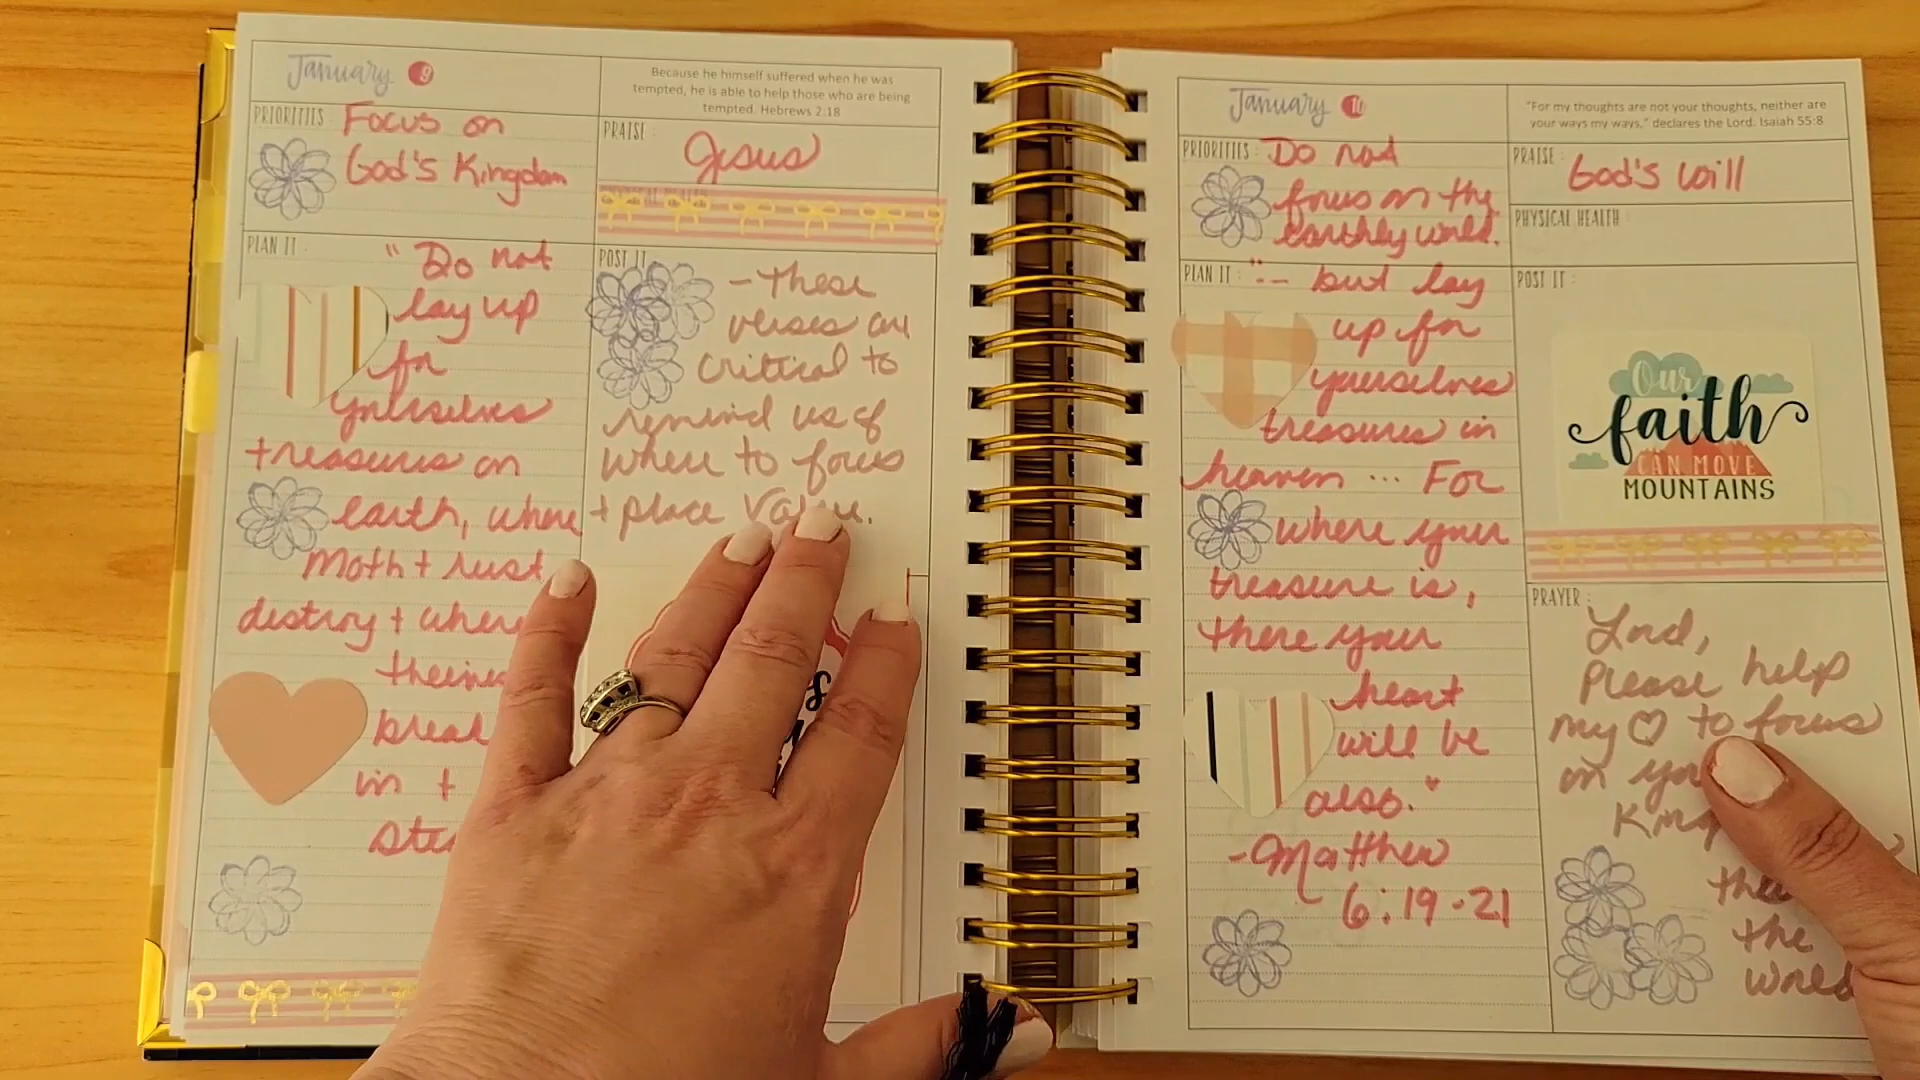 January 9
Because he himself suffered when he was
tempted, he is able to help those who are being
tempted. Hebrews 2:18
PRIORITIES
Focus on
God's Kingdom
PRAISE:
Jesus
PLAN IT:
"Do not
lay up
for
yourselves
treasures on
earth, where
Moth + rust
destroy + where
break
in +
POST IT
- These
verses are
critical to
remind us of
where to focus
+ place Value.
January 10
"For my thoughts are not your thoughts, neither are
your ways my ways," declares the Lord. Isaiah 55:8
PRIORITIES:
Do not
focus on the
earthly world.
PRAISE:
God's will
PHYSICAL HEALTH:
PLAN IT:
"-- but lay
up for
yourselves
treasures in
heaven ... For
where your
treasure is,
there your
heart
will be
also."
-Matthew
6:19-21
POST IT:
Our
faith
CAN MOVE
MOUNTAINS
PRAYER:
Lord,
Please help
my ♡ to focus
on
the
world